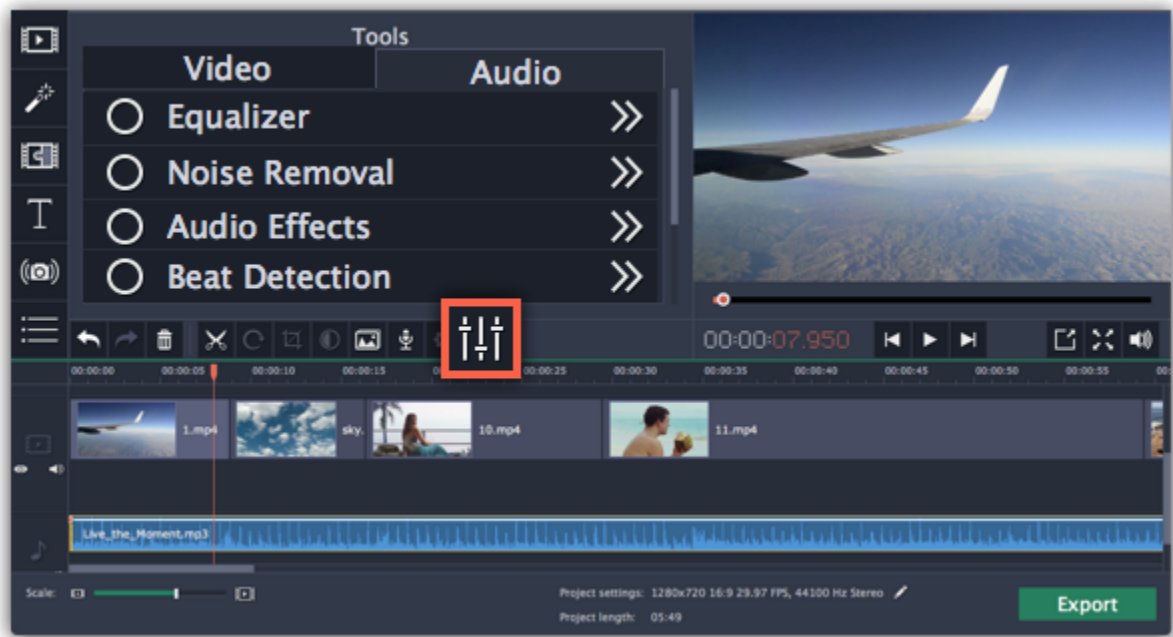 Tools
Video
Audio
Equalizer
Noise Removal
Audio Effects
Beat Detection
T
00:00:07.950
00:00:00 00:00:05 00:00:10 00:00:15 00:00:25 00:00:30 00:00:35 00:00:40 00:00:45 00:00:50 00:00:55
1.mp4 sky. 10.mp4 11.mp4
Live_the_Moment.mp3
Scale:
Project settings: 1280x720 16:9 29.97 FPS, 44100 Hz Stereo
Project length: 05:49
Export